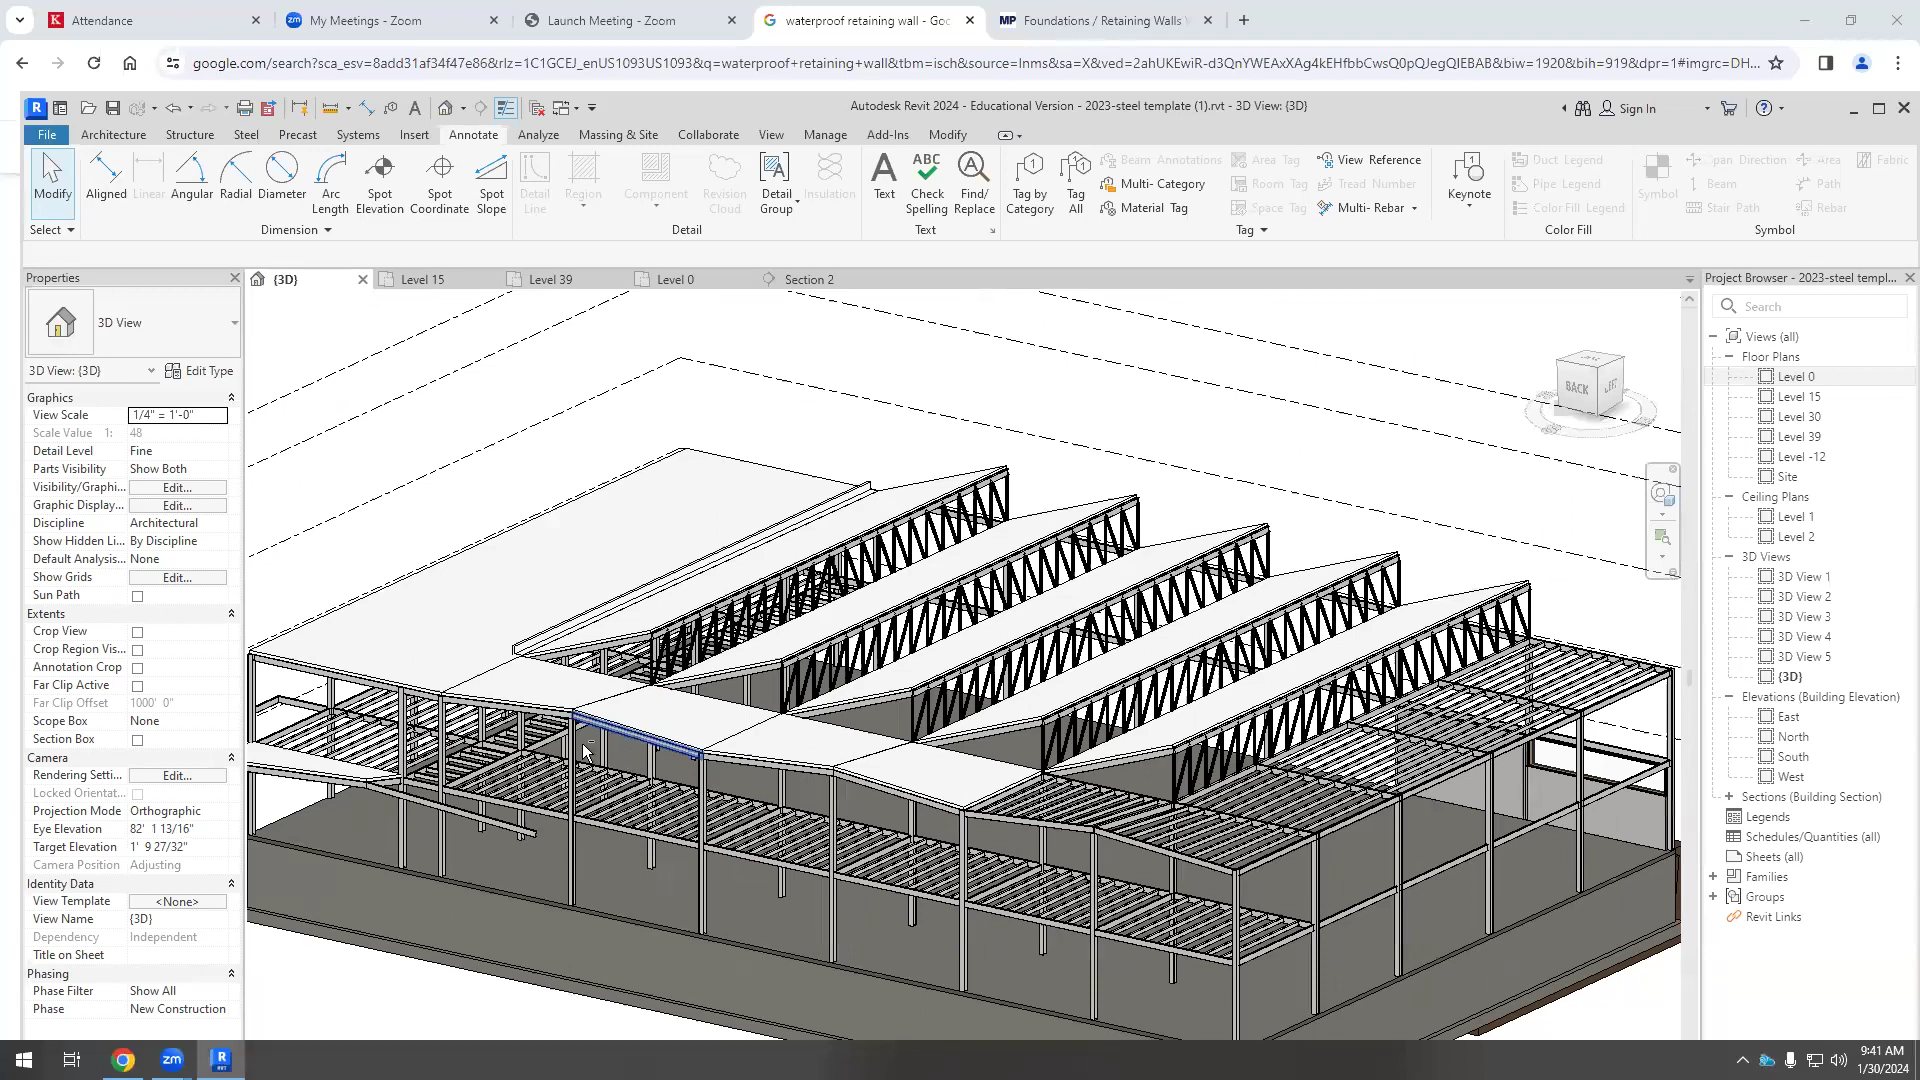 Attendance
My Meetings - Zoom
Launch Meeting - Zoom
waterproof retaining wall - Goo
MP Foundations / Retaining Walls
google.com/search?sca_esv=8add31af34f47e86&rlz=1C1GCEJ_enUS1093US1093&q=waterproof+retaining+wall&tbm=isch&source=lnms&sa=X&ved=2ahUKEwiR-d3QnYWEAxXAg4kEHfbbCwsQ0pQJegQIEBAB&biw=1920&bih=919&dpr=1#imgrc=DH...
Autodesk Revit 2024 - Educational Version - 2023-steel template (1).rvt - 3D View: {3D}
Sign In
File Architecture Structure Steel Precast Systems Insert Annotate Analyze Massing & Site Collaborate View Manage Add-Ins Modify
Modify
Aligned
Linear
Angular
Radial
Diameter
Arc Length
Spot Elevation
Spot Coordinate
Spot Slope
Detail Line
Region
Component
Revision Cloud
Detail Group
Insulation
Text
ABC
Check Spelling
Find/ Replace
Tag by Category
Tag All
Beam Annotations
Multi- Category
Material Tag
Area Tag
Room Tag
Space Tag
View Reference
Tread Number
Multi- Rebar
Keynote
Duct Legend
Pipe Legend
Color Fill Legend
Symbol
Span Direction
Beam
Stair Path
Area
Path
Rebar
Fabric
Select
Dimension
Detail
Text
Tag
Color Fill
Symbol
Properties
{3D}
Level 15
Level 39
Level 0
Section 2
Project Browser - 2023-steel templ...
3D View
3D View: {3D}
Edit Type
Graphics
View Scale 1/4" = 1'-0"
Scale Value 1: 48
Detail Level Fine
Parts Visibility Show Both
Visibility/Graphi... Edit...
Graphic Display... Edit...
Discipline Architectural
Show Hidden Li... By Discipline
Default Analysis... None
Show Grids Edit...
Sun Path
Extents
Crop View
Crop Region Vis...
Annotation Crop
Far Clip Active
Far Clip Offset 1000' 0"
Scope Box None
Section Box
Camera
Rendering Setti... Edit...
Locked Orientat...
Projection Mode Orthographic
Eye Elevation 82' 1 13/16"
Target Elevation 1' 9 27/32"
Camera Position Adjusting
Identity Data
View Template <None>
View Name {3D}
Dependency Independent
Title on Sheet
Phasing
Phase Filter Show All
Phase New Construction
BACK
LEFT
Search
Views (all)
Floor Plans
Level 0
Level 15
Level 30
Level 39
Level -12
Site
Ceiling Plans
Level 1
Level 2
3D Views
3D View 1
3D View 2
3D View 3
3D View 4
3D View 5
{3D}
Elevations (Building Elevation)
East
North
South
West
Sections (Building Section)
Legends
Schedules/Quantities (all)
Sheets (all)
Families
Groups
Revit Links
zm
R
RVT
9:41 AM
1/30/2024